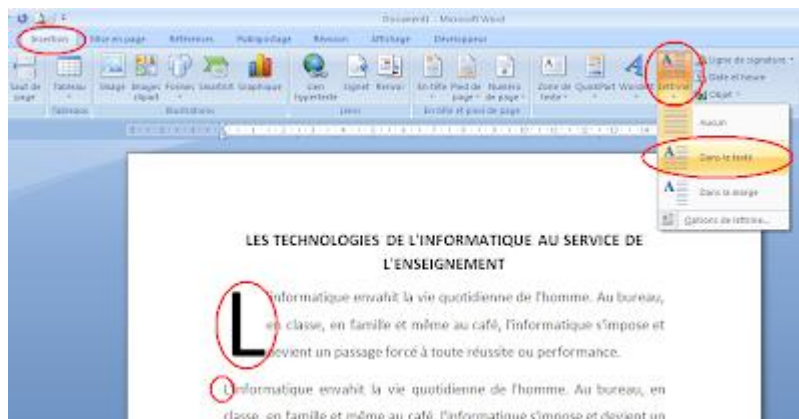 Document1 - Microsoft Word
Insertion Mise en page Références Publipostage Révision Affichage Développeur
Saut de page Tableau Image Images clipart Formes SmartArt Graphique Lien hypertexte Signet Renvoi En-tête Pied de page Numéro de page Zone de texte QuickPart WordArt Lettrine
Ligne de signature
Date et heure
Objet
Tableaux Illustrations Liens En-tête et pied de page
Aucun
Dans le texte
Dans la marge
Options de lettrine...
LES TECHNOLOGIES DE L'INFORMATIQUE AU SERVICE DE
L'ENSEIGNEMENT
L'informatique envahit la vie quotidienne de l'homme. Au bureau,
en classe, en famille et même au café, l'informatique s'impose et
devient un passage forcé à toute réussite ou performance.
L'informatique envahit la vie quotidienne de l'homme. Au bureau, en
classe, en famille et même au café, l'informatique s'impose et devient un